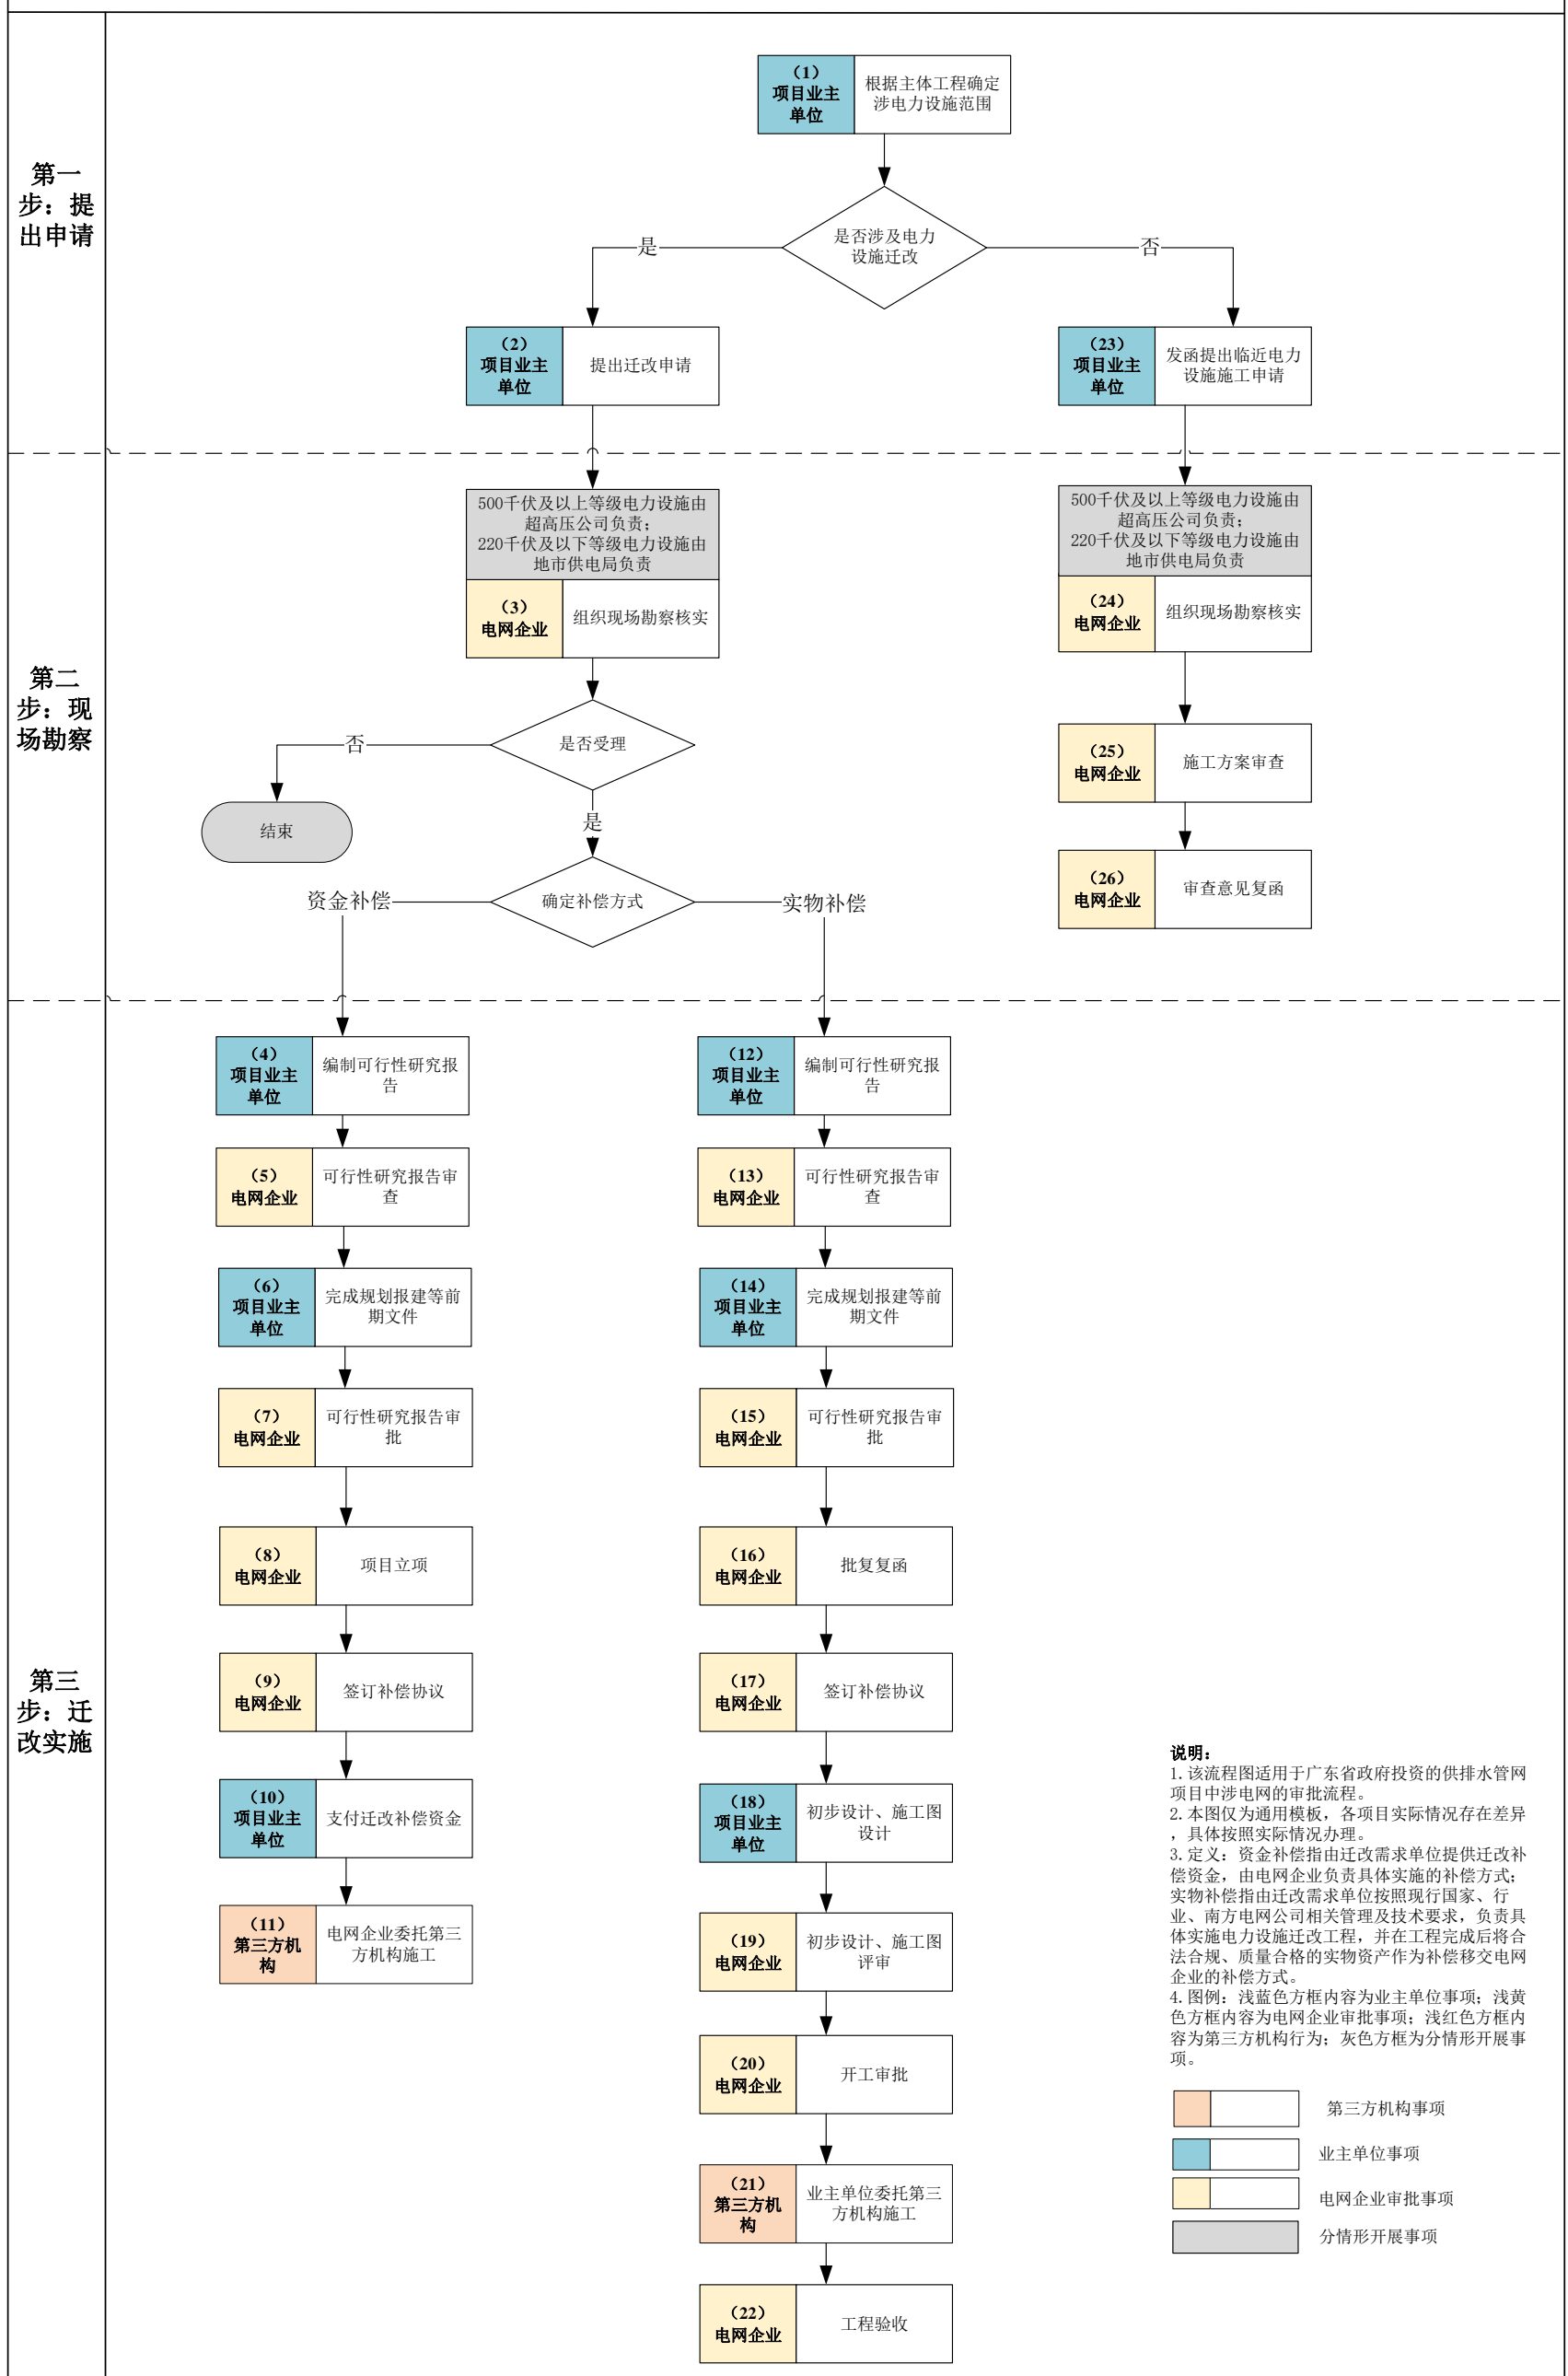 第一
步：提
出申请
（1）
项目业主
单位
根据主体工程确定
涉电力设施范围
是否涉及电力
设施迁改
是
否
（2）
项目业主
单位
提出迁改申请
（23）
项目业主
单位
发函提出临近电力
设施施工申请
第二
步：现
场勘察
500千伏及以上等级电力设施由
超高压公司负责；
220千伏及以下等级电力设施由
地市供电局负责
（3）
电网企业
组织现场勘察核实
500千伏及以上等级电力设施由
超高压公司负责；
220千伏及以下等级电力设施由
地市供电局负责
（24）
电网企业
组织现场勘察核实
是否受理
否
结束
是
（25）
电网企业
施工方案审查
（26）
电网企业
审查意见复函
资金补偿
确定补偿方式
实物补偿
第三
步：迁
改实施
（4）
项目业主
单位
编制可行性研究报
告
（5）
电网企业
可行性研究报告审
查
（6）
项目业主
单位
完成规划报建等前
期文件
（7）
电网企业
可行性研究报告审
批
（8）
电网企业
项目立项
（9）
电网企业
签订补偿协议
（10）
项目业主
单位
支付迁改补偿资金
（11）
第三方机
构
电网企业委托第三
方机构施工
（12）
项目业主
单位
编制可行性研究报
告
（13）
电网企业
可行性研究报告审
查
（14）
项目业主
单位
完成规划报建等前
期文件
（15）
电网企业
可行性研究报告审
批
（16）
电网企业
批复复函
（17）
电网企业
签订补偿协议
（18）
项目业主
单位
初步设计、施工图
设计
（19）
电网企业
初步设计、施工图
评审
（20）
电网企业
开工审批
（21）
第三方机
构
业主单位委托第三
方机构施工
（22）
电网企业
工程验收
说明：
1.该流程图适用于广东省政府投资的供排水管网
项目中涉电网的审批流程。
2.本图仅为通用模板，各项目实际情况存在差异
，具体按照实际情况办理。
3.定义：资金补偿指由迁改需求单位提供迁改补
偿资金，由电网企业负责具体实施的补偿方式；
实物补偿指由迁改需求单位按照现行国家、行
业、南方电网公司相关管理及技术要求，负责具
体实施电力设施迁改工程，并在工程完成后将合
法合规、质量合格的实物资产作为补偿移交电网
企业的补偿方式。
4.图例：浅蓝色方框内容为业主单位事项；浅黄
色方框内容为电网企业审批事项；浅红色方框内
容为第三方机构行为；灰色方框为分情形开展事
项。
第三方机构事项
业主单位事项
电网企业审批事项
分情形开展事项